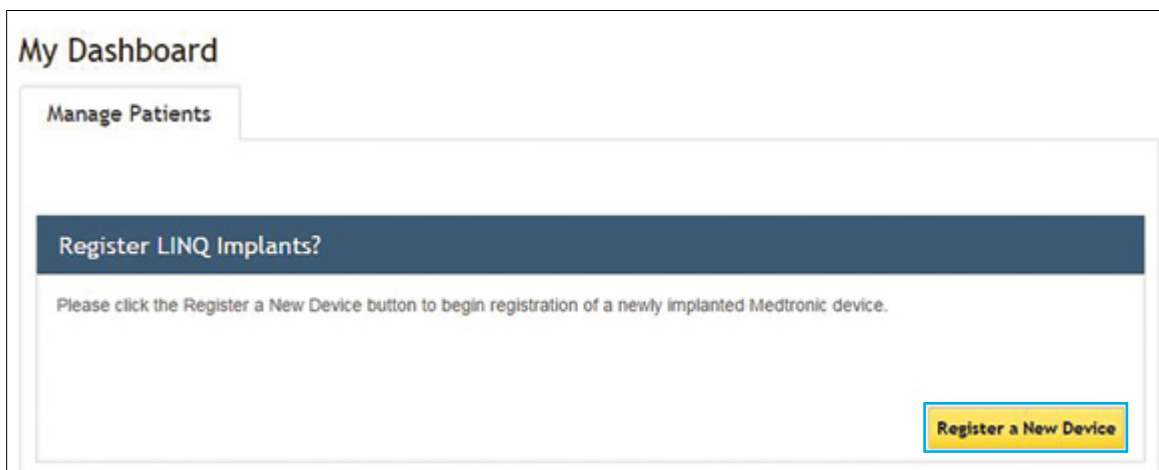 My Dashboard
Manage Patients
Register LINQ Implants?
Please click the Register a New Device button to begin registration of a newly implanted Medtronic device.
Register a New Device